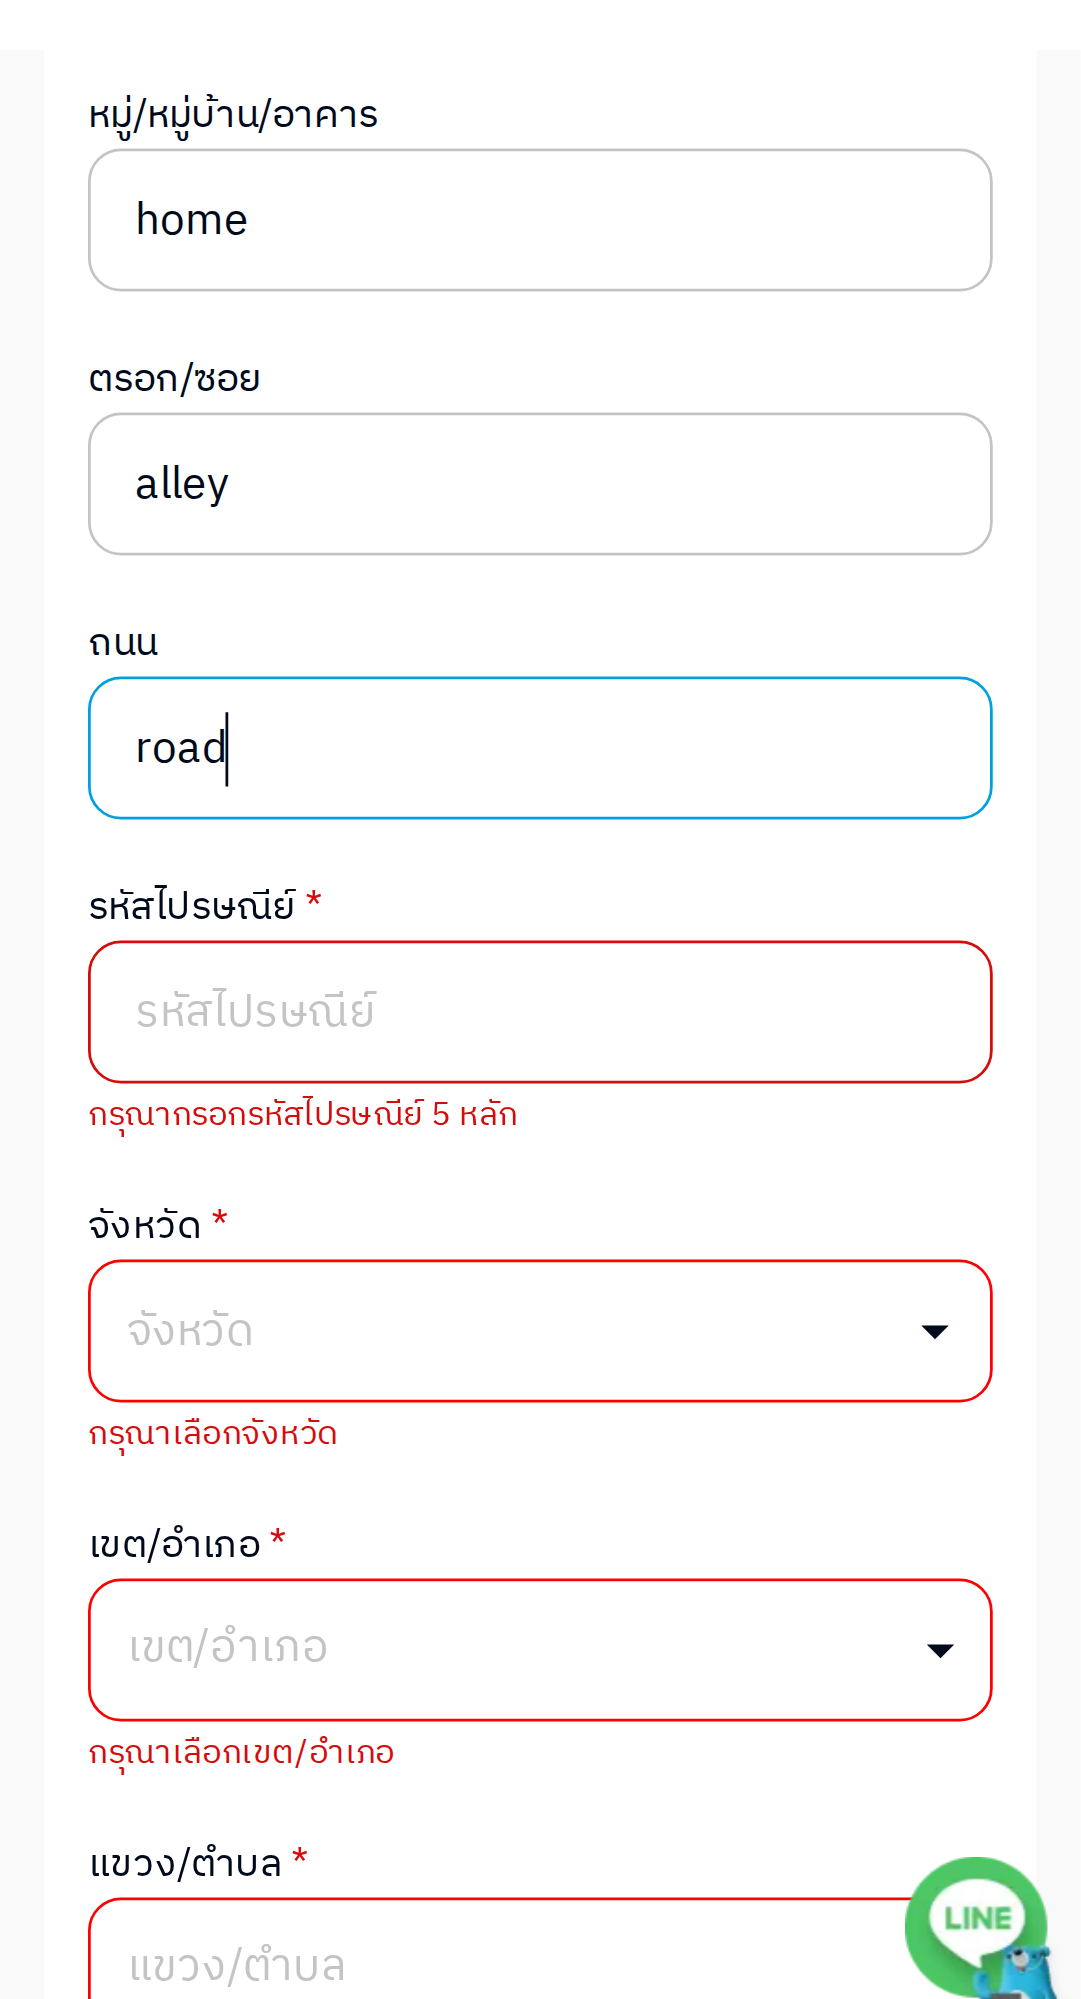 หมู่/หมู่บ้าน/อาคาร
home
ตรอก/ซอย
alley
ถนน
road
รหัสไปรษณีย์ *
รหัสไปรษณีย์
กรุณากรอกรหัสไปรษณีย์ 5 หลัก
จังหวัด *
จังหวัด
กรุณาเลือกจังหวัด
เขต/อำเภอ *
เขต/อำเภอ
กรุณาเลือกเขต/อำเภอ
แขวง/ตำบล *
แขวง/ตำบล
LINE